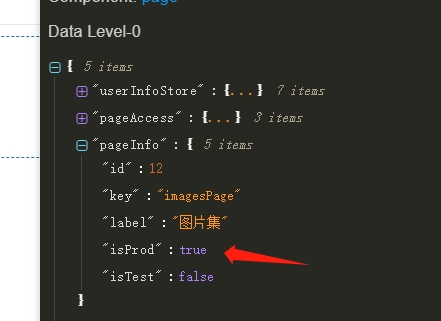 Component: page
Data Level-0
{ 5 items
"userInfoStore" : {...} 7 items
"pageAccess" : {...} 3 items
"pageInfo" : { 5 items
"id" : 12
"key" : "imagesPage"
"label" : "图片集"
"isProd" : true
"isTest" : false
}